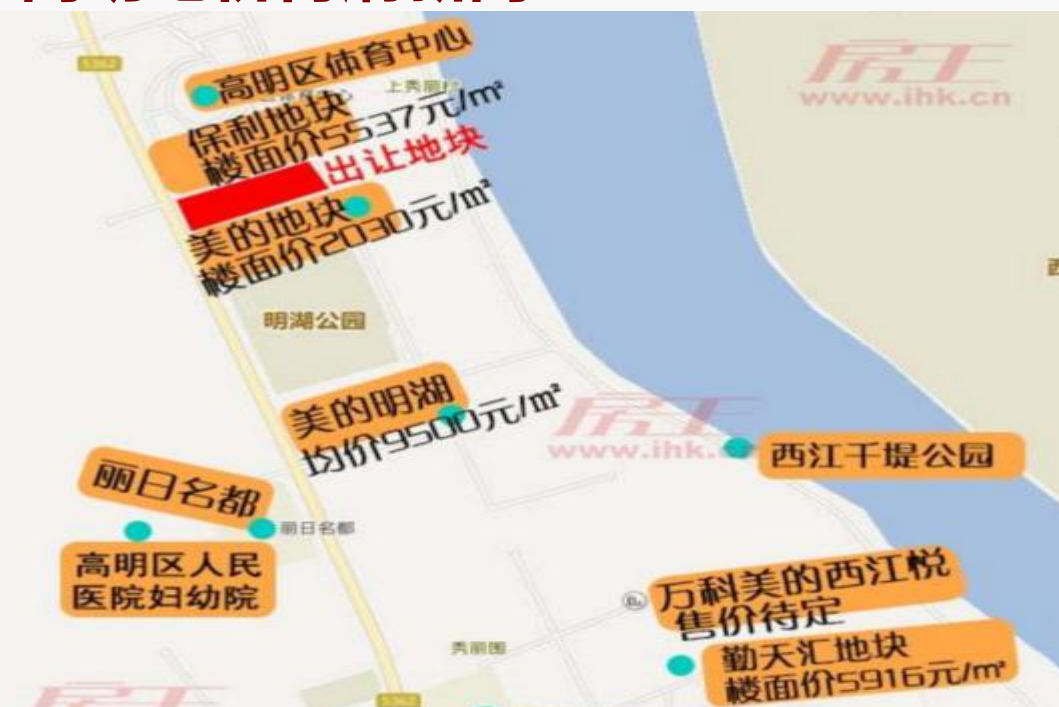 S362
高明区体育中心
上秀丽村
保利地块
楼面价5537元/㎡
出让地块
美的地块
楼面价2030元/㎡
房王
www.ihk.cn
西
明湖公园
美的明湖
均价9500元/㎡
房王
www.ihk.
西江千堤公园
丽日名都
丽日名都
高明区人民
医院妇幼院
万科美的西江悦
售价待定
秀丽围
勤天汇地块
楼面价5916元/㎡
房王
S362